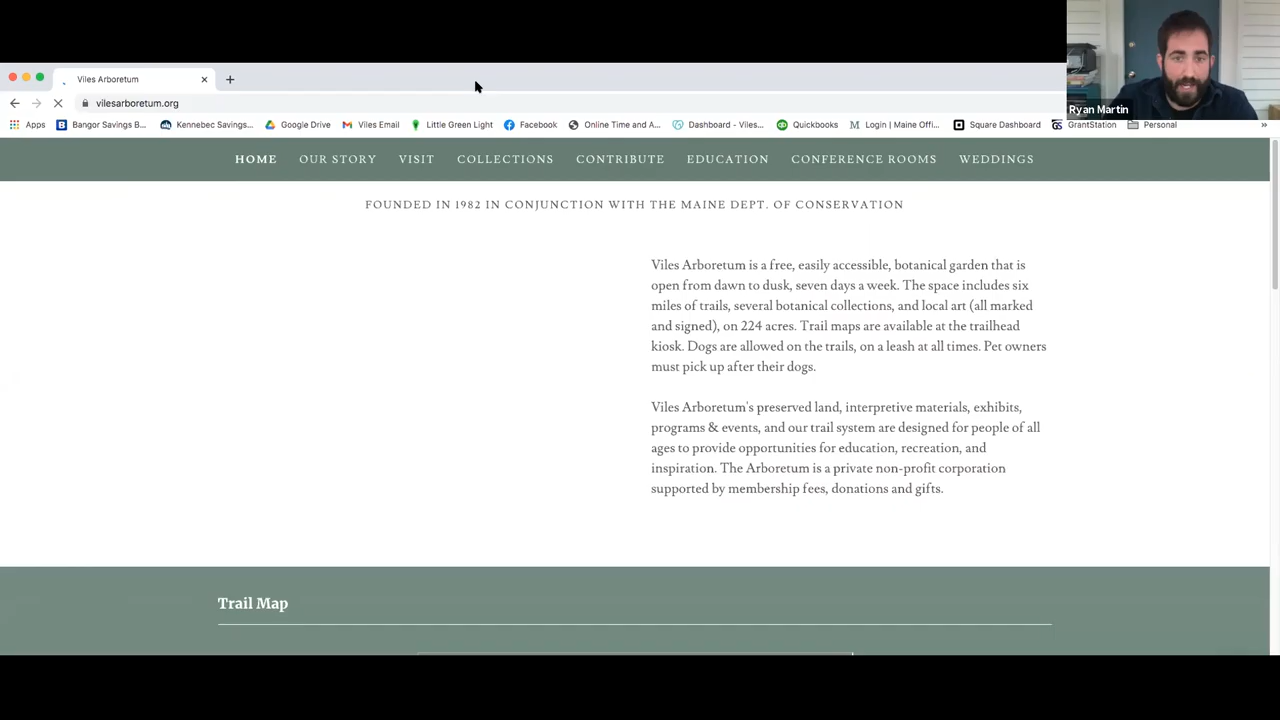 Viles Arboretum
vilesarboretum.org
Ryan Martin
Apps Bangor Savings B... Kennebec Savings... Google Drive Viles Email Little Green Light Facebook Online Time and A... Dashboard - Viles... Quickbooks Login | Maine Offi... Square Dashboard GrantStation Personal »
HOME OUR STORY VISIT COLLECTIONS CONTRIBUTE EDUCATION CONFERENCE ROOMS WEDDINGS
FOUNDED IN 1982 IN CONJUNCTION WITH THE MAINE DEPT. OF CONSERVATION
Viles Arboretum is a free, easily accessible, botanical garden that is
open from dawn to dusk, seven days a week. The space includes six
miles of trails, several botanical collections, and local art (all marked
and signed), on 224 acres. Trail maps are available at the trailhead
kiosk. Dogs are allowed on the trails, on a leash at all times. Pet owners
must pick up after their dogs.
Viles Arboretum's preserved land, interpretive materials, exhibits,
programs & events, and our trail system are designed for people of all
ages to provide opportunities for education, recreation, and
inspiration. The Arboretum is a private non-profit corporation
supported by membership fees, donations and gifts.
Trail Map